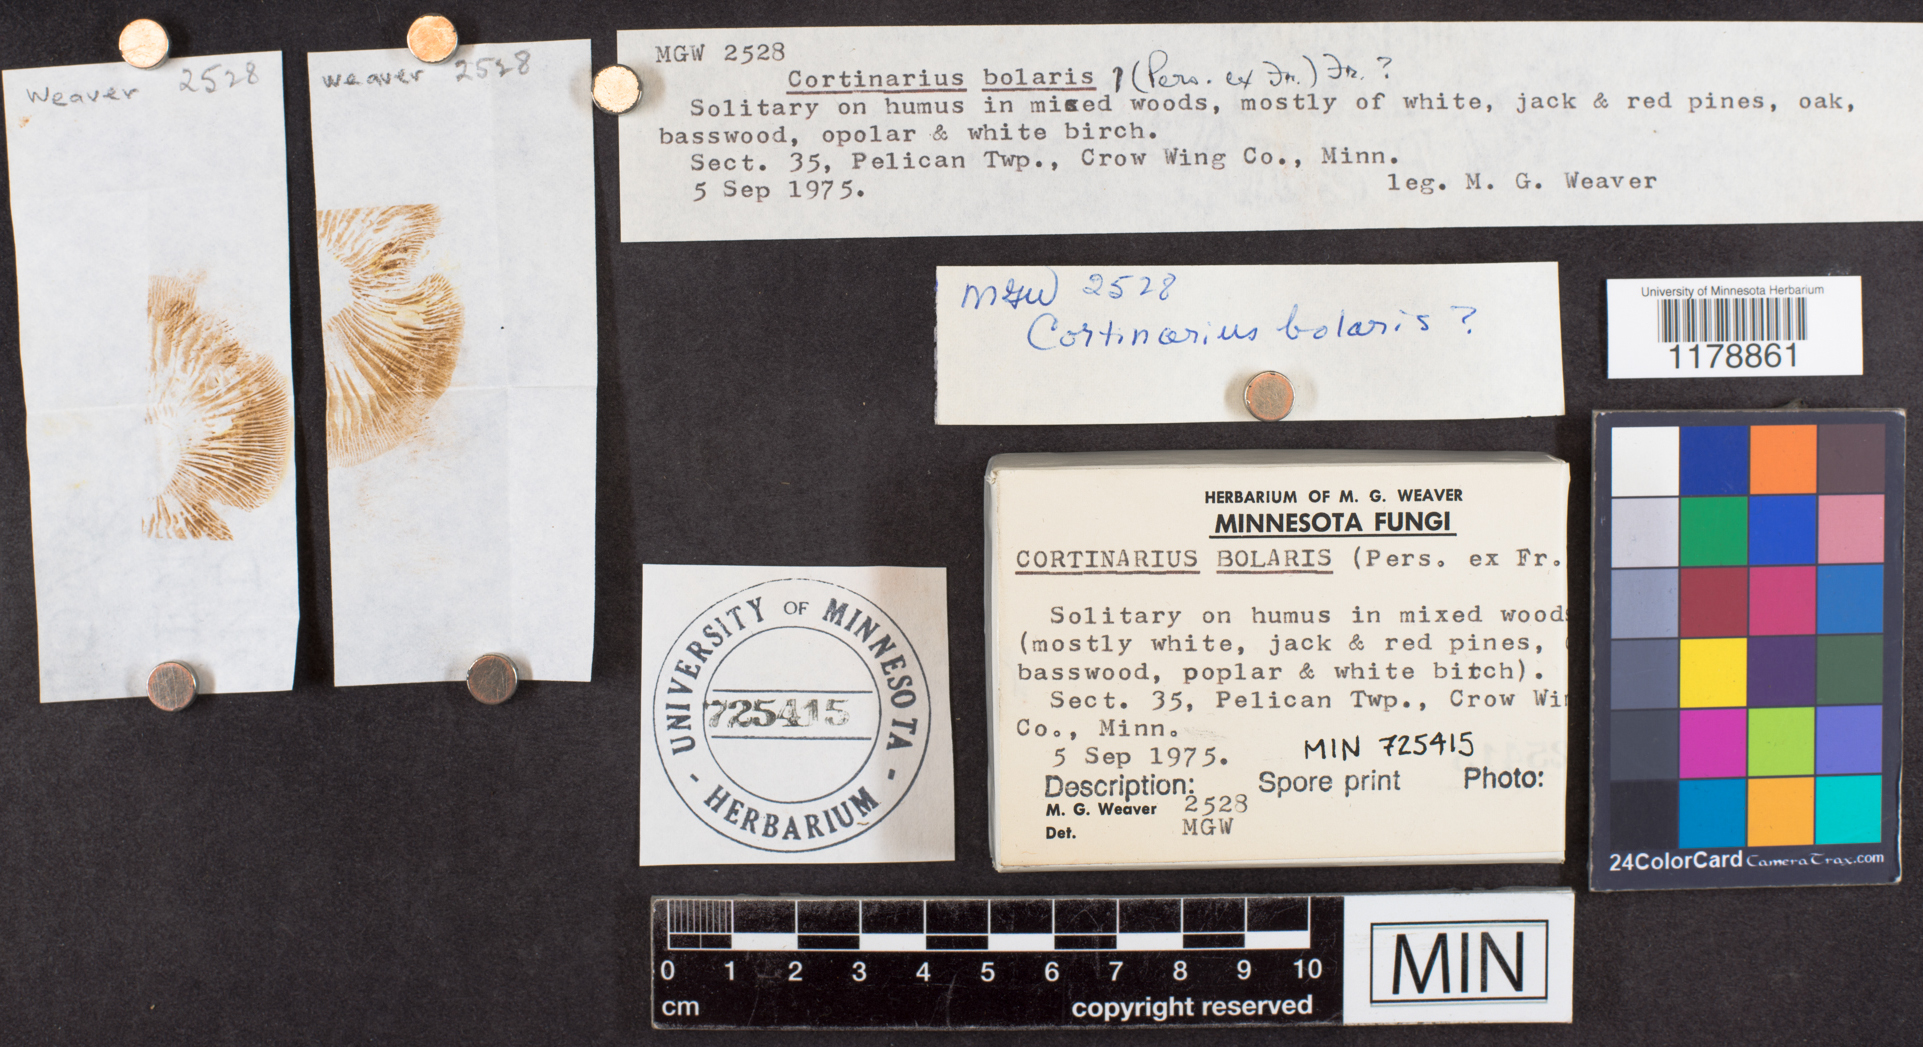 Weaver 2528
weaver 2528
MGW 2528
Cortinarius bolaris (Pers. ex Fr.) Fr. ?
Solitary on humus in mixed woods, mostly of white, jack & red pines, oak,
basswood, opolar & white birch.
Sect. 35, Pelican Twp., Crow Wing Co., Minn.
5 Sep 1975.
leg. M. G. Weaver
MGW 2528
Cortinarius bolaris ?
University of Minnesota Herbarium
1178861
HERBARIUM OF M. G. WEAVER
MINNESOTA FUNGI
CORTINARIUS BOLARIS (Pers. ex Fr.
Solitary on humus in mixed woods
(mostly white, jack & red pines,
basswood, poplar & white birch).
Sect. 35, Pelican Twp., Crow Wi
Co., Minn.
5 Sep 1975.
MIN 725415
Description: Spore print Photo:
M. G. Weaver 2528
Det. MGW
UNIVERSITY OF MINNESOTA
725415
- HERBARIUM -
24ColorCard CameraTrax.com
0 1 2 3 4 5 6 7 8 9 10
cm copyright reserved
MIN